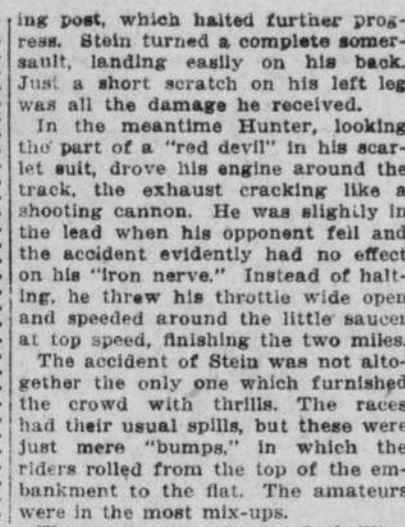 ing post, which halted further prog-
ress. Stein turned a complete somer-
sault, landing easily on his back.
Just a short scratch on his left leg
was all the damage he received.
In the meantime Hunter, looking
the part of a "red devil" in his scar-
let suit, drove his engine around the
track, the exhaust cracking like a
shooting cannon. He was slightly in
the lead when his opponent fell and
the accident evidently had no effect
on his "iron nerve." Instead of halt-
ing, he threw his throttle wide open
and speeded around the little saucer
at top speed, finishing the two miles.
The accident of Stein was not alto-
gether the only one which furnished
the crowd with thrills. The races
had their usual spills, but these were
just mere "bumps," in which the
riders rolled from the top of the em-
bankment to the flat. The amateurs
were in the most mix-ups.